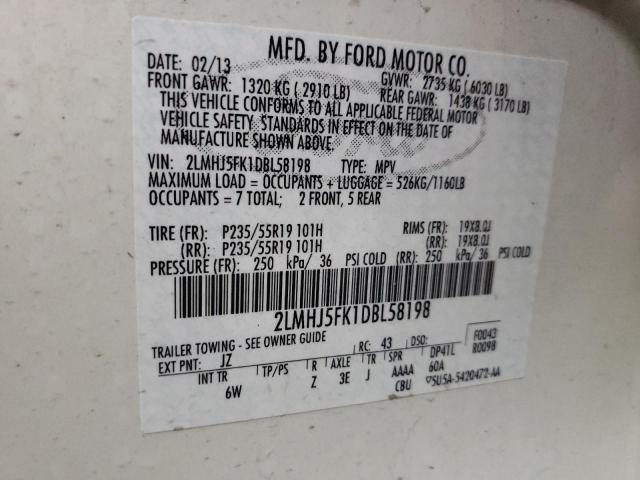 MFD. BY FORD MOTOR CO.
DATE: 02/13 GVWR: 2735 KG ( 6030 LB)
FRONT GAWR: 1320 KG ( 2910 LB) REAR GAWR: 1438 KG ( 3170 LB)
THIS VEHICLE CONFORMS TO ALL APPLICABLE FEDERAL MOTOR
VEHICLE SAFETY STANDARDS IN EFFECT ON THE DATE OF
MANUFACTURE SHOWN ABOVE.
VIN: 2LMHJ5FK1DBL58198 TYPE: MPV
MAXIMUM LOAD = OCCUPANTS + LUGGAGE = 526KG/1160LB
OCCUPANTS = 7 TOTAL; 2 FRONT, 5 REAR
TIRE (FR): P235/55R19 101H RIMS (FR): 19X8.0J
(RR): P235/55R19 101H (RR): 19X8.0J
PRESSURE (FR): 250 kPa/ 36 PSI COLD (RR): 250 kPa/ 36 PSI COLD
2LMHJ5FK1DBL58198
TRAILER TOWING - SEE OWNER GUIDE RC: 43 DSO: F0043
EXT PNT: JZ R0098
INT TR TP/PS R AXLE TR SPR DP4TL
6W Z 3E J AAAA 60A
CBU 5U5A-5420472-AA